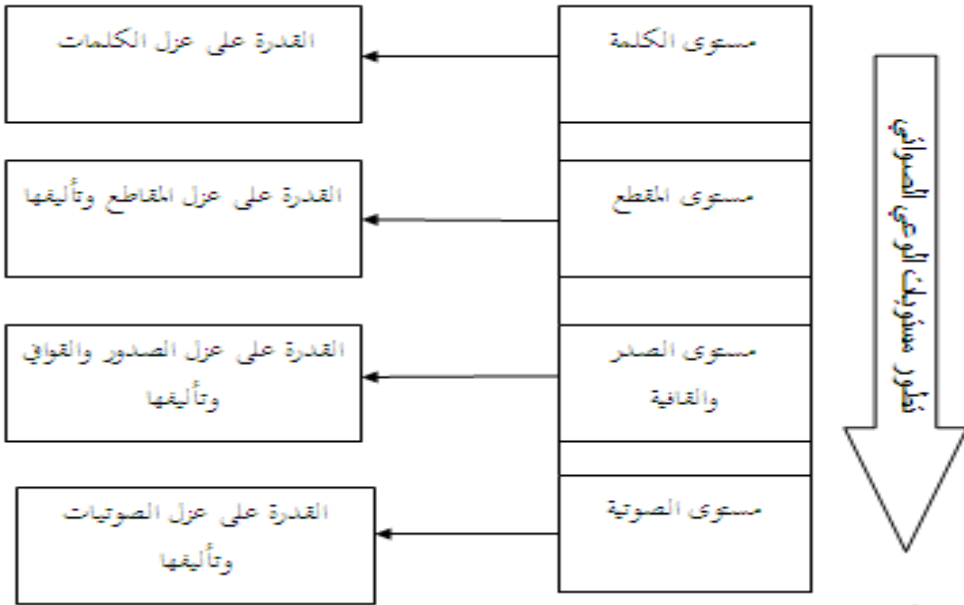 مستوى الكلمة
القدرة على عزل الكلمات
مستوى المقطع
القدرة على عزل المقاطع وتأليفها
مستوى الصدر
والقافية
القدرة على عزل الصدور والقوافي
وتأليفها
مستوى الصوتية
القدرة على عزل الصوتيات
وتأليفها
تطور مستويات الوعي الصواتي